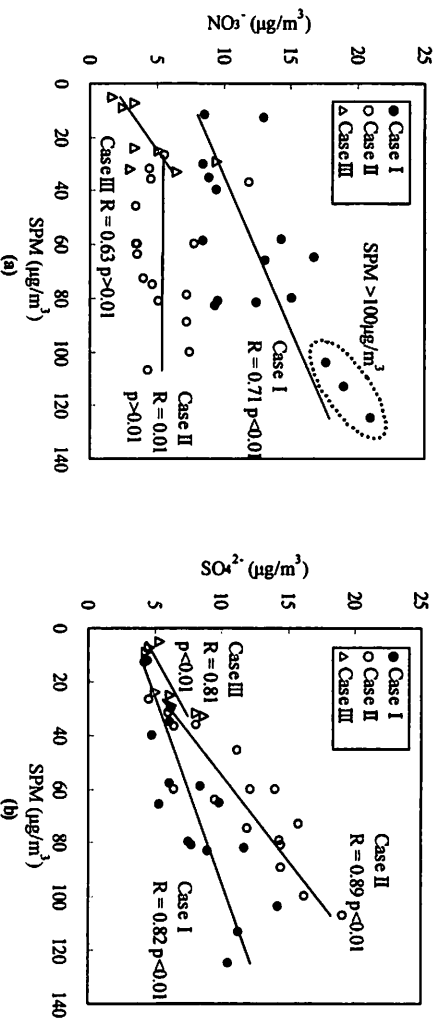 NO₃⁻ (μg/m³)
25
20
15
10
5
0
● Case I
○ Case II
△ Case III
SPM >100μg/m³
Case I
R = 0.71 p<0.01
Case II
R = 0.01
p>0.01
Case III R = 0.63 p>0.01
0 20 40 60 80 100 120 140
SPM (μg/m³)
(a)
SO₄²⁻ (μg/m³)
25
20
15
10
5
0
● Case I
○ Case II
△ Case III
Case II
R = 0.89 p<0.01
Case III
R = 0.81
p<0.01
Case I
R = 0.82 p<0.01
0 20 40 60 80 100 120 140
SPM (μg/m³)
(b)